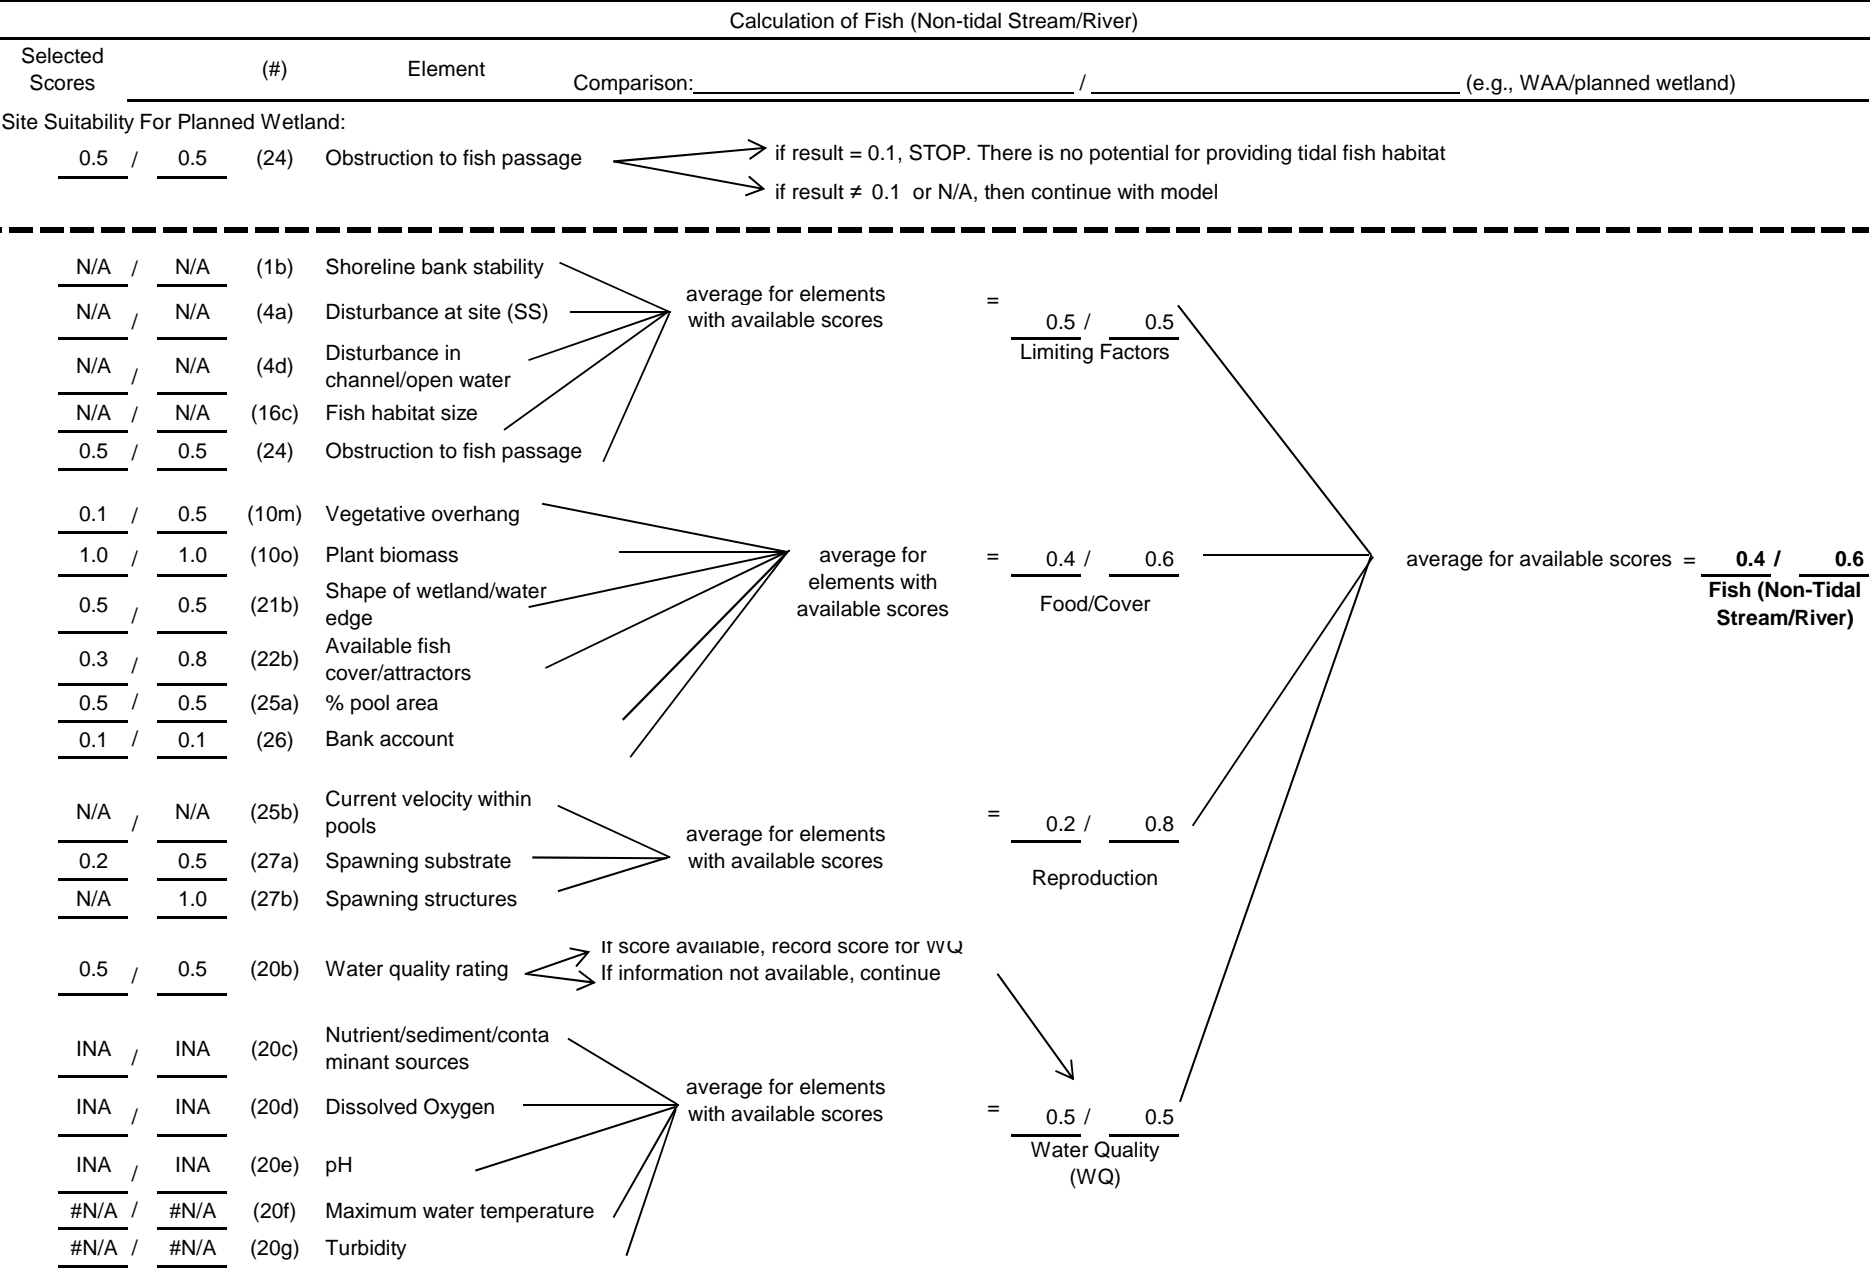 Calculation of Fish (Non-tidal Stream/River)
Selected Scores (#) Element Comparison: / (e.g., WAA/planned wetland)
Site Suitability For Planned Wetland:
0.5 / 0.5 (24) Obstruction to fish passage
if result = 0.1, STOP. There is no potential for providing tidal fish habitat
if result ≠ 0.1 or N/A, then continue with model
N/A / N/A (1b) Shoreline bank stability
N/A / N/A (4a) Disturbance at site (SS)
N/A / N/A (4d) Disturbance in channel/open water
N/A / N/A (16c) Fish habitat size
0.5 / 0.5 (24) Obstruction to fish passage
average for elements
with available scores
= 0.5 / 0.5
Limiting Factors
0.1 / 0.5 (10m) Vegetative overhang
1.0 / 1.0 (10o) Plant biomass
0.5 / 0.5 (21b) Shape of wetland/water edge
0.3 / 0.8 (22b) Available fish cover/attractors
0.5 / 0.5 (25a) % pool area
0.1 / 0.1 (26) Bank account
average for
elements with
available scores
= 0.4 / 0.6
Food/Cover
average for available scores = 0.4 / 0.6
Fish (Non-Tidal
Stream/River)
N/A / N/A (25b) Current velocity within pools
0.2 0.5 (27a) Spawning substrate
N/A 1.0 (27b) Spawning structures
average for elements
with available scores
= 0.2 / 0.8
Reproduction
0.5 / 0.5 (20b) Water quality rating
If score available, record score for WQ
If information not available, continue
INA / INA (20c) Nutrient/sediment/conta
minant sources
INA / INA (20d) Dissolved Oxygen
INA / INA (20e) pH
#N/A / #N/A (20f) Maximum water temperature
#N/A / #N/A (20g) Turbidity
average for elements
with available scores
= 0.5 / 0.5
Water Quality
(WQ)